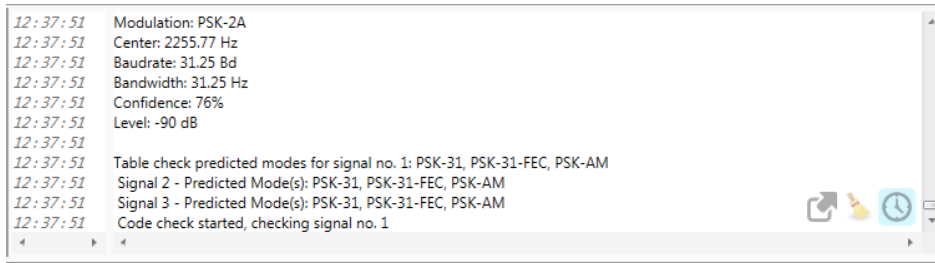 12:37:51 Modulation: PSK-2A
12:37:51 Center: 2255.77 Hz
12:37:51 Baudrate: 31.25 Bd
12:37:51 Bandwidth: 31.25 Hz
12:37:51 Confidence: 76%
12:37:51 Level: -90 dB
12:37:51
12:37:51 Table check predicted modes for signal no. 1: PSK-31, PSK-31-FEC, PSK-AM
12:37:51 Signal 2 - Predicted Mode(s): PSK-31, PSK-31-FEC, PSK-AM
12:37:51 Signal 3 - Predicted Mode(s): PSK-31, PSK-31-FEC, PSK-AM
12:37:51 Code check started, checking signal no. 1